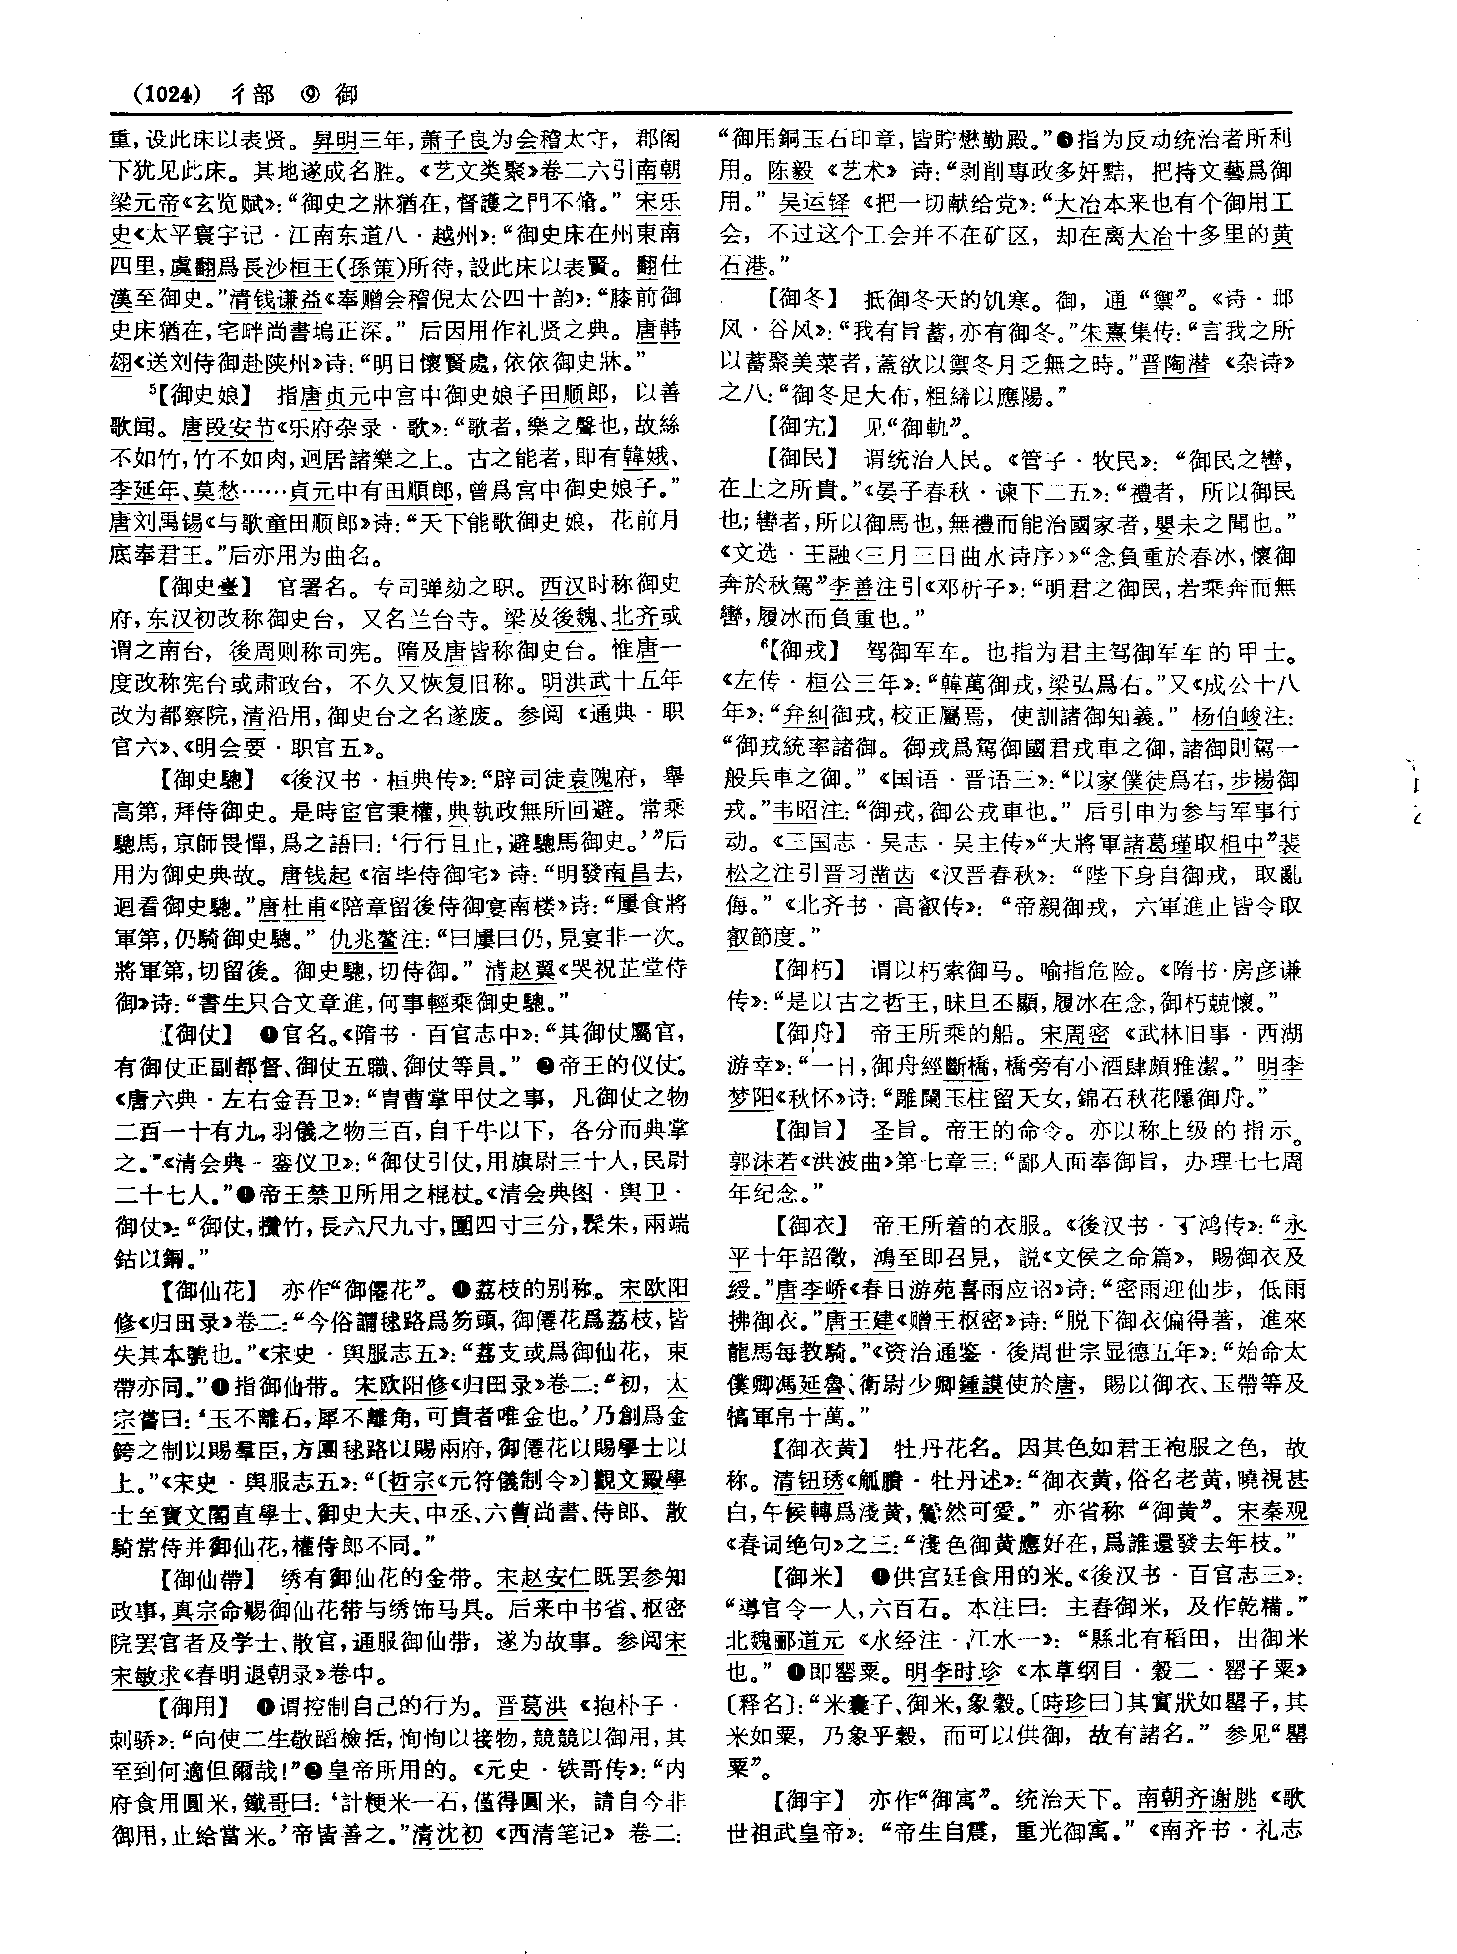 (1024) 彳部 ⑨ 御
重，设此床以表贤。昇明三年，萧子良为会稽太守，郡阁
下犹见此床。其地遂成名胜。《艺文类聚》卷二六引南朝
梁元帝《玄览赋》：“御史之牀猶在，督護之門不脩。”宋乐
史《太平寰宇记·江南东道八·越州》：“御史床在州東南
四里，虞翻爲長沙桓王(孫策)所待，設此床以表賢。翻仕
漢至御史。”清钱谦益《奉赠会稽倪太公四十韵》：“膝前御
史床猶在，宅畔尚書塢正深。”后因用作礼贤之典。唐韩
翃《送刘侍御赴陕州》诗：“明日懷賢處，依依御史牀。”
⁵【御史娘】 指唐贞元中宫中御史娘子田顺郎，以善
歌闻。唐段安节《乐府杂录·歌》：“歌者，樂之聲也，故絲
不如竹，竹不如肉，迥居諸樂之上。古之能者，即有韓娥、
李延年、莫愁……貞元中有田順郎，曾爲宮中御史娘子。”
唐刘禹锡《与歌童田顺郎》诗：“天下能歌御史娘，花前月
底奉君王。”后亦用为曲名。
【御史臺】 官署名。专司弹劾之职。西汉时称御史
府，东汉初改称御史台，又名兰台寺。梁及後魏、北齐或
谓之南台，後周则称司宪。隋及唐皆称御史台。惟唐一
度改称宪台或肃政台，不久又恢复旧称。明洪武十五年
改为都察院，清沿用，御史台之名遂废。参阅《通典·职
官六》、《明会要·职官五》。
【御史驄】 《後汉书·桓典传》：“辟司徒袁隗府，舉
高第，拜侍御史。是時宦官秉權，典執政無所回避。常乘
驄馬，京師畏憚，爲之語曰：‘行行且止，避驄馬御史。’”后
用为御史典故。唐钱起《宿毕侍御宅》诗：“明發南昌去，
迴看御史驄。”唐杜甫《陪章留後侍御宴南楼》诗：“屢食將
軍第，仍騎御史驄。”仇兆鳌注：“曰屢曰仍，見宴非一次。
將軍第，切留後。御史驄，切侍御。”清赵翼《哭祝芷堂侍
御》诗：“書生只合文章進，何事輕乘御史驄。”
【御仗】 ❶官名。《隋书·百官志中》：“其御仗屬官，
有御仗正副都督、御仗五職、御仗等員。”❷帝王的仪仗。
《唐六典·左右金吾卫》：“胄曹掌甲仗之事，凡御仗之物
二百一十有九，羽儀之物三百，自千牛以下，各分而典掌
之。”《清会典·銮仪卫》：“御仗引仗，用旗尉三十人，民尉
二十七人。”❸帝王禁卫所用之棍杖。《清会典图·舆卫·
御仗》：“御仗，攢竹，長六尺九寸，圍四寸三分，髹朱，兩端
鈷以銅。”
【御仙花】 亦作“御僊花”。❶荔枝的别称。宋欧阳
修《归田录》卷二：“今俗謂毬路爲笏頭，御僊花爲荔枝，皆
失其本號也。”《宋史·舆服志五》：“荔支或爲御仙花，束
帶亦同。”❷指御仙带。宋欧阳修《归田录》卷二：“初，太
宗嘗曰：‘玉不離石，犀不離角，可貴者唯金也。’乃創爲金
銙之制以賜羣臣，方團毬路以賜兩府，御僊花以賜學士以
上。”《宋史·舆服志五》：“〔哲宗《元符儀制令》〕觀文殿學
士至寶文閣直學士、御史大夫、中丞、六曹尚書、侍郎、散
騎常侍并御仙花，權侍郎不同。”
【御仙帶】 绣有御仙花的金带。宋赵安仁既罢参知
政事，真宗命赐御仙花带与绣饰马具。后来中书省、枢密
院罢官者及学士、散官，通服御仙带，遂为故事。参阅宋
宋敏求《春明退朝录》卷中。
【御用】 ❶谓控制自己的行为。晋葛洪《抱朴子·
刺骄》：“向使二生敢蹈檢括，恂恂以接物，競競以御用，其
至到何適但爾哉！”❷皇帝所用的。《元史·铁哥传》：“内
府食用圓米，鐵哥曰：‘計粳米一石，僅得圓米，請自今非
御用，止給當米。’帝皆善之。”清沈初《西清笔记》卷二：
“御用銅玉石印章，皆貯懋勤殿。”❸指为反动统治者所利
用。陈毅《艺术》诗：“剥削專政多奸黠，把持文藝爲御
用。”吴运铎《把一切献给党》：“大冶本来也有个御用工
会，不过这个工会并不在矿区，却在离大冶十多里的黄
石港。”
【御冬】 抵御冬天的饥寒。御，通“禦”。《诗·邶
风·谷风》：“我有旨蓄，亦有御冬。”朱熹集传：“言我之所
以蓄聚美菜者，蓋欲以禦冬月乏無之時。”晋陶潜《杂诗》
之八：“御冬足大布，粗絺以應陽。”
【御宄】 见“御軌”。
【御民】 谓统治人民。《管子·牧民》：“御民之轡，
在上之所貴。”《晏子春秋·谏下二五》：“禮者，所以御民
也；轡者，所以御馬也，無禮而能治國家者，嬰未之聞也。”
《文选·王融〈三月三日曲水诗序〉》“念負重於春冰，懷御
奔於秋駕”李善注引《邓析子》：“明君之御民，若乘奔而無
轡，履冰而負重也。”
⁶【御戎】 驾御军车。也指为君主驾御军车的甲士。
《左传·桓公三年》：“韓萬御戎，梁弘爲右。”又《成公十八
年》：“弁糾御戎，校正屬焉，使訓諸御知義。”杨伯峻注：
“御戎統率諸御。御戎爲駕御國君戎車之御，諸御則駕一
般兵車之御。”《国语·晋语三》：“以家僕徒爲右，步揚御
戎。”韦昭注：“御戎，御公戎車也。”后引申为参与军事行
动。《三国志·吴志·吴主传》“大將軍諸葛瑾取柤中”裴
松之注引晋习凿齿《汉晋春秋》：“陛下身自御戎，取亂
侮。”《北齐书·高叡传》：“帝親御戎，六軍進止皆令取
叡節度。”
【御朽】 谓以朽索御马。喻指危险。《隋书·房彦谦
传》：“是以古之哲王，昧旦丕顯，履冰在念，御朽兢懷。”
【御舟】 帝王所乘的船。宋周密《武林旧事·西湖
游幸》：“一日，御舟經斷橋，橋旁有小酒肆頗雅潔。”明李
梦阳《秋怀》诗：“雕闌玉柱留天女，錦石秋花隱御舟。”
【御旨】 圣旨。帝王的命令。亦以称上级的指示。
郭沫若《洪波曲》第七章三：“鄙人而奉御旨，办理七七周
年纪念。”
【御衣】 帝王所着的衣服。《後汉书·丁鸿传》：“永
平十年詔徵，鴻至即召見，説《文侯之命篇》，賜御衣及
綬。”唐李峤《春日游苑喜雨应诏》诗：“密雨迎仙步，低雨
拂御衣。”唐王建《赠王枢密》诗：“脱下御衣偏得著，進來
龍馬每教騎。”《资治通鉴·後周世宗显德五年》：“始命太
僕卿馮延魯、衛尉少卿鍾謨使於唐，賜以御衣、玉帶等及
犒軍帛十萬。”
【御衣黄】 牡丹花名。因其色如君王袍服之色，故
称。清钮琇《觚賸·牡丹述》：“御衣黄，俗名老黄，曉視甚
白，午候轉爲淺黄，鬢然可愛。”亦省称“御黄”。宋秦观
《春词绝句》之三：“淺色御黄應好在，爲誰還發去年枝。”
【御米】 ❶供宫廷食用的米。《後汉书·百官志三》：
“導官令一人，六百石。本注曰：主舂御米，及作乾糒。”
北魏郦道元《水经注·江水一》：“縣北有稻田，出御米
也。”❷即罂粟。明李时珍《本草纲目·穀二·罂子粟》
〔释名〕：“米囊子、御米，象穀。〔時珍曰〕其實狀如罌子，其
米如粟，乃象乎穀，而可以供御，故有諸名。”参见“罌
粟”。
【御宇】 亦作“御寓”。统治天下。南朝齐谢朓《歌
世祖武皇帝》：“帝生自震，重光御寓。”《南齐书·礼志